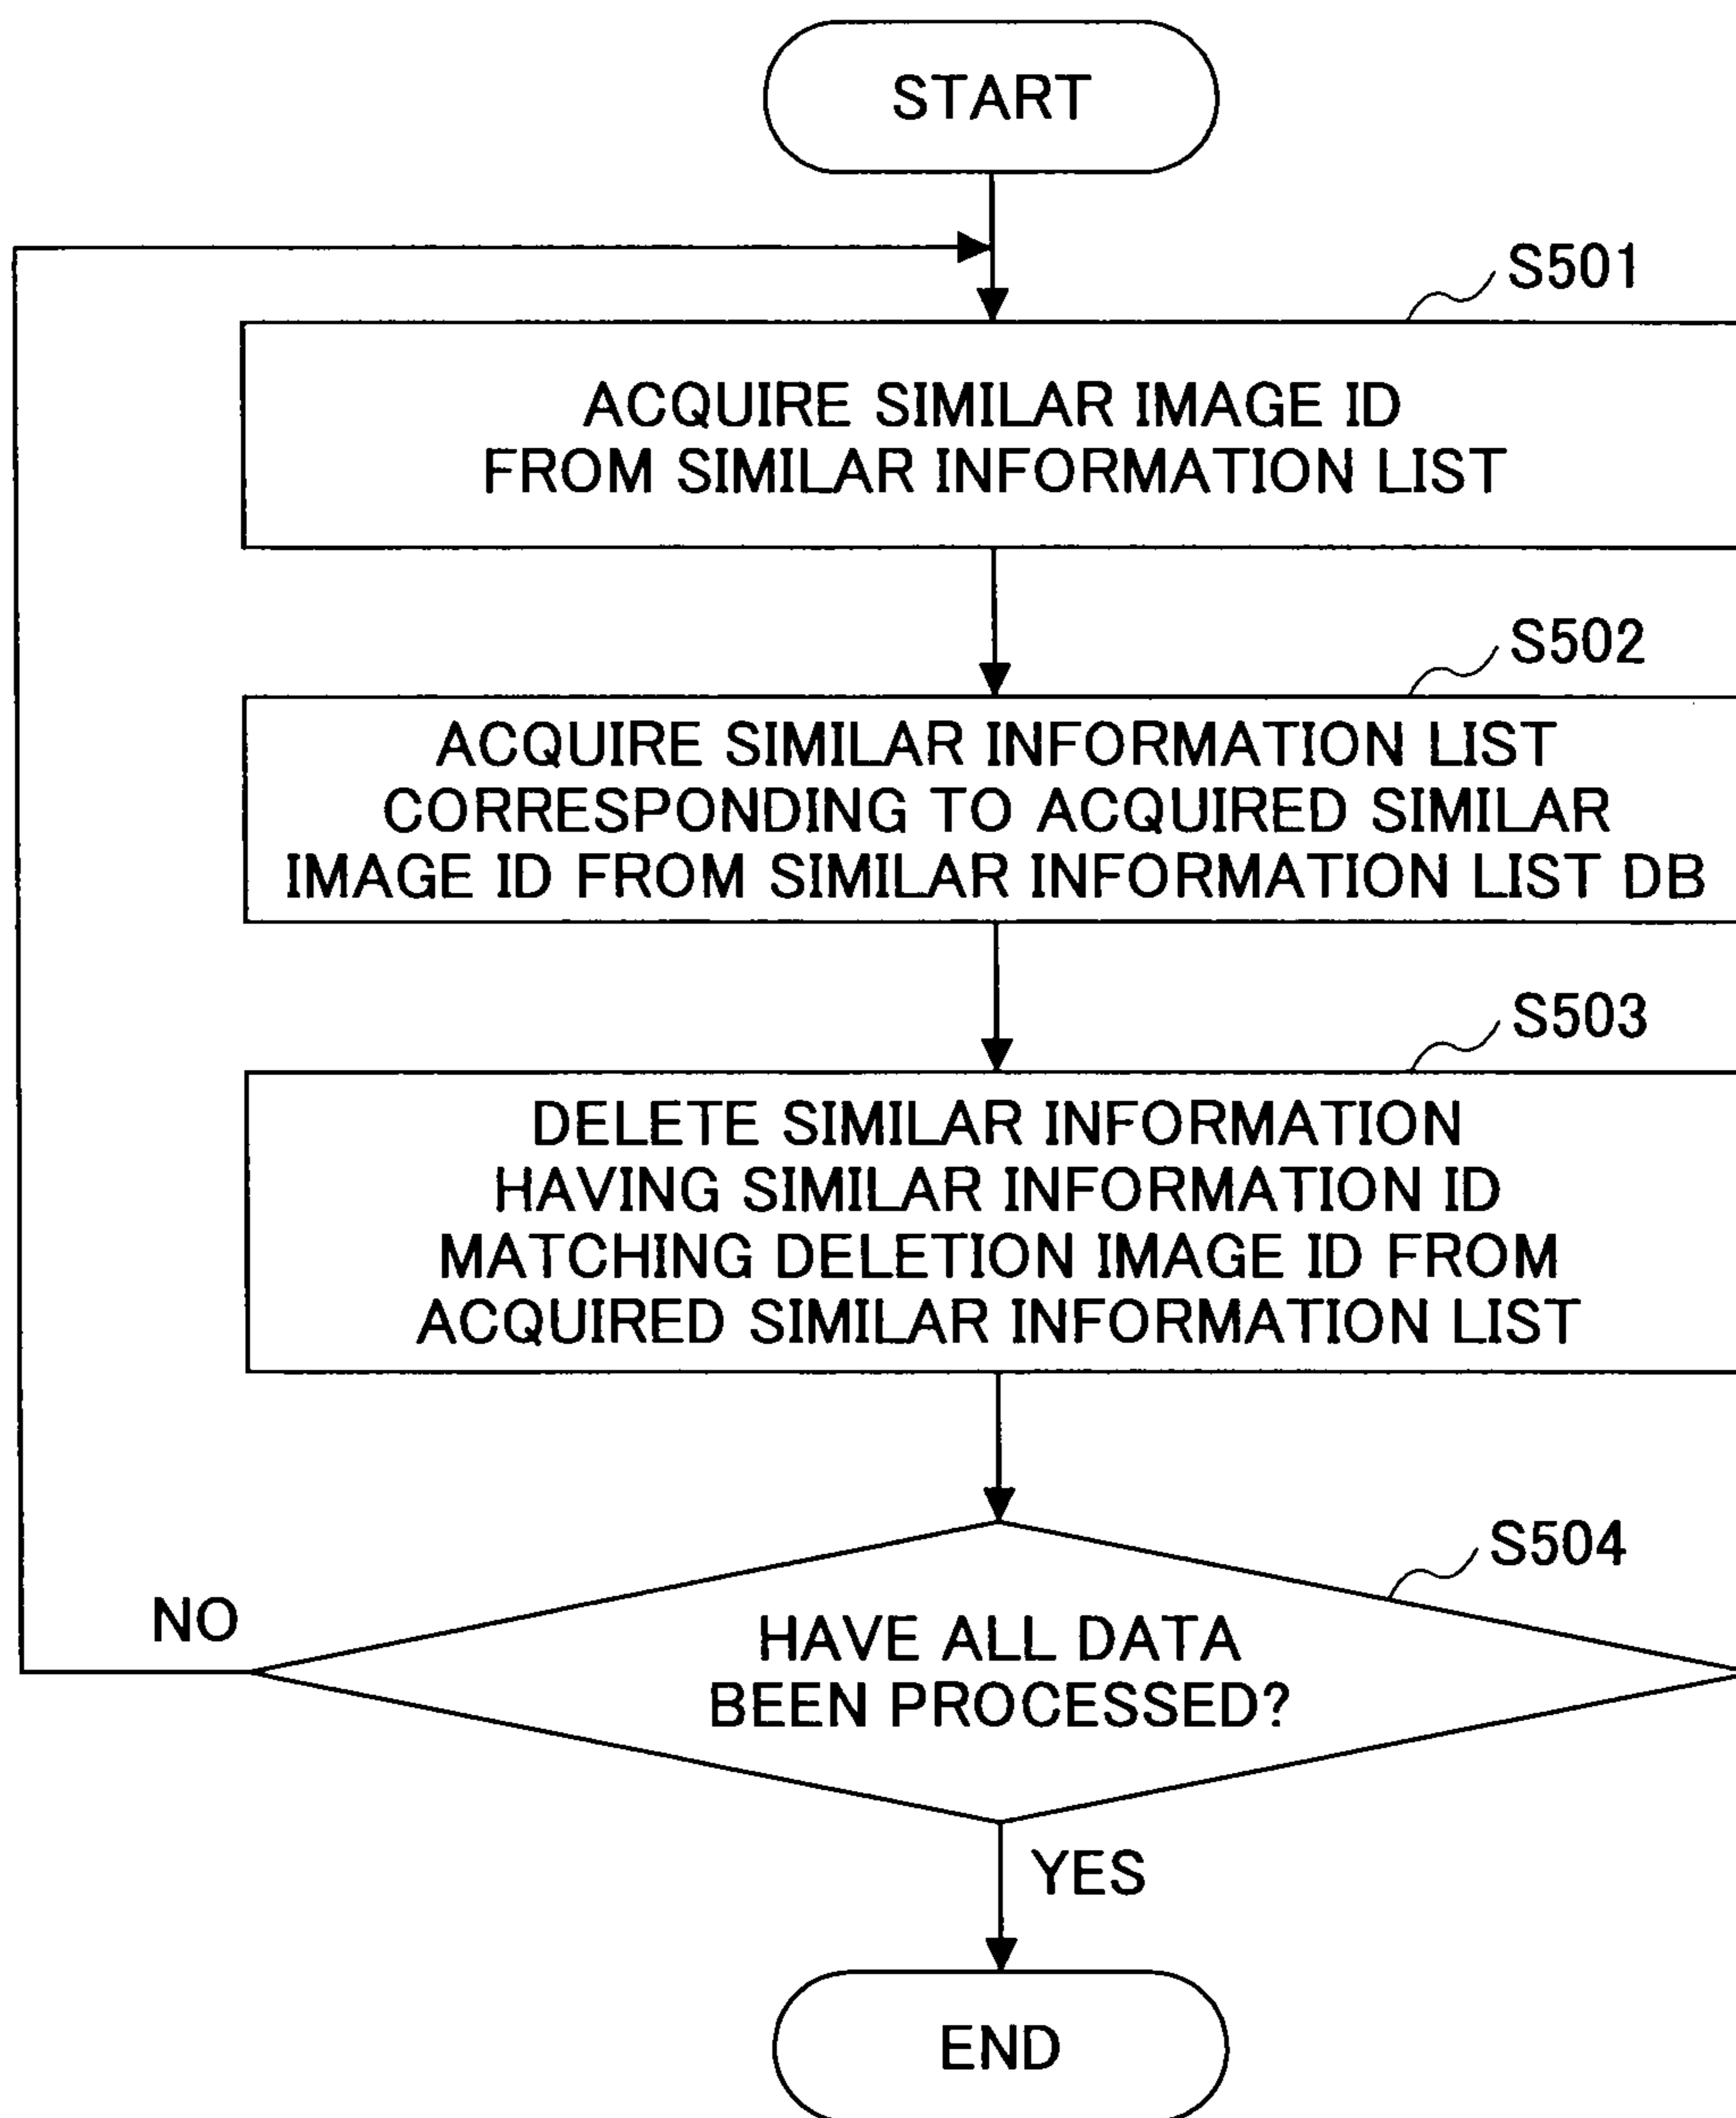 START
S501
ACQUIRE SIMILAR IMAGE ID
FROM SIMILAR INFORMATION LIST
S502
ACQUIRE SIMILAR INFORMATION LIST
CORRESPONDING TO ACQUIRED SIMILAR
IMAGE ID FROM SIMILAR INFORMATION LIST DB
S503
DELETE SIMILAR INFORMATION
HAVING SIMILAR INFORMATION ID
MATCHING DELETION IMAGE ID FROM
ACQUIRED SIMILAR INFORMATION LIST
S504
NO
HAVE ALL DATA
BEEN PROCESSED?
YES
END